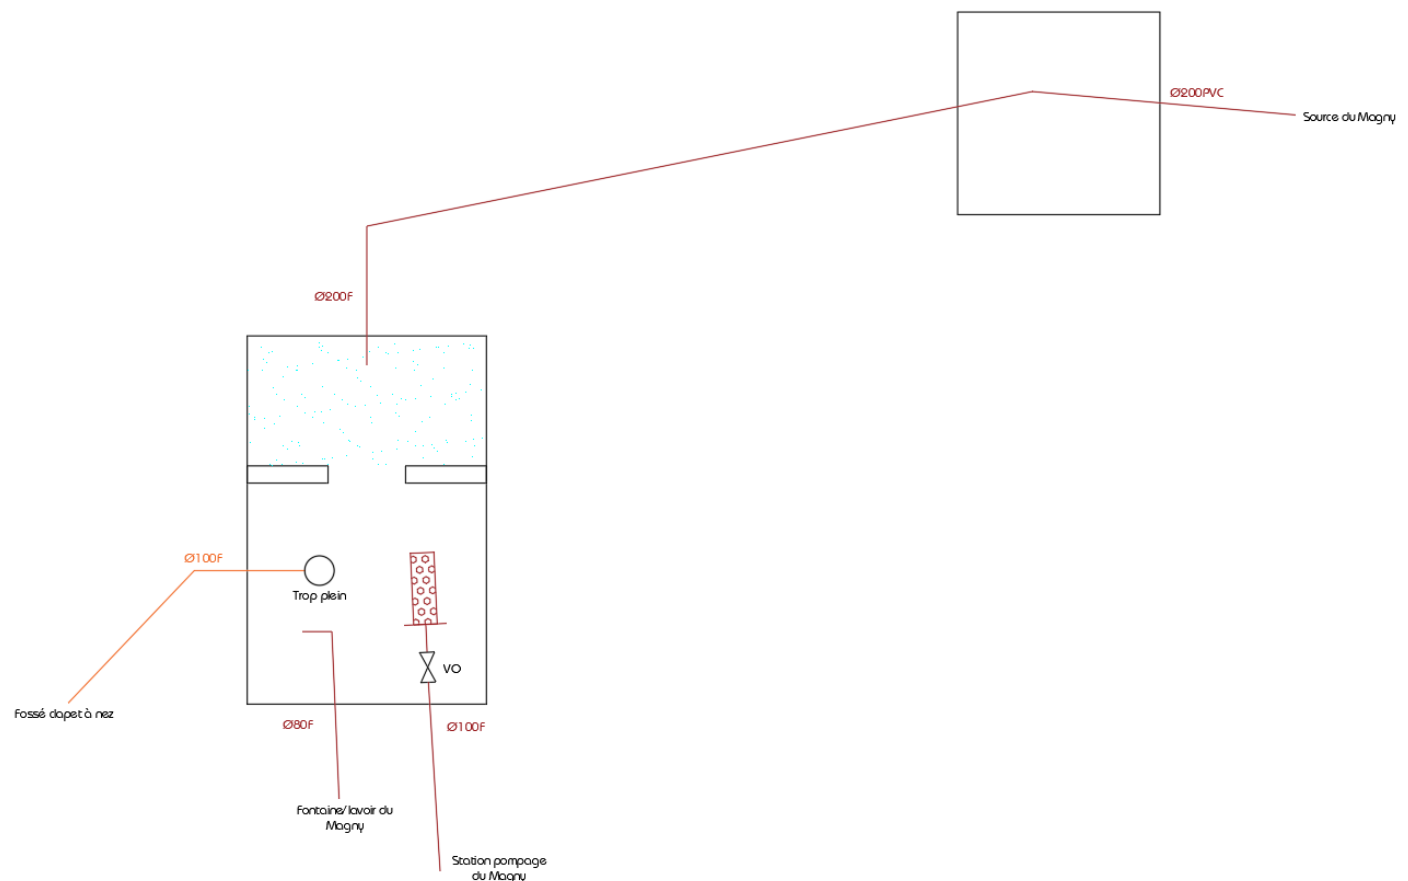 Ø200PVC
Source du Magny
Ø200F
Ø100F
Trop plein
VO
Fossé clapet à nez
Ø80F
Ø100F
Fontaine/lavoir du
Magny
Station pompage
du Magny